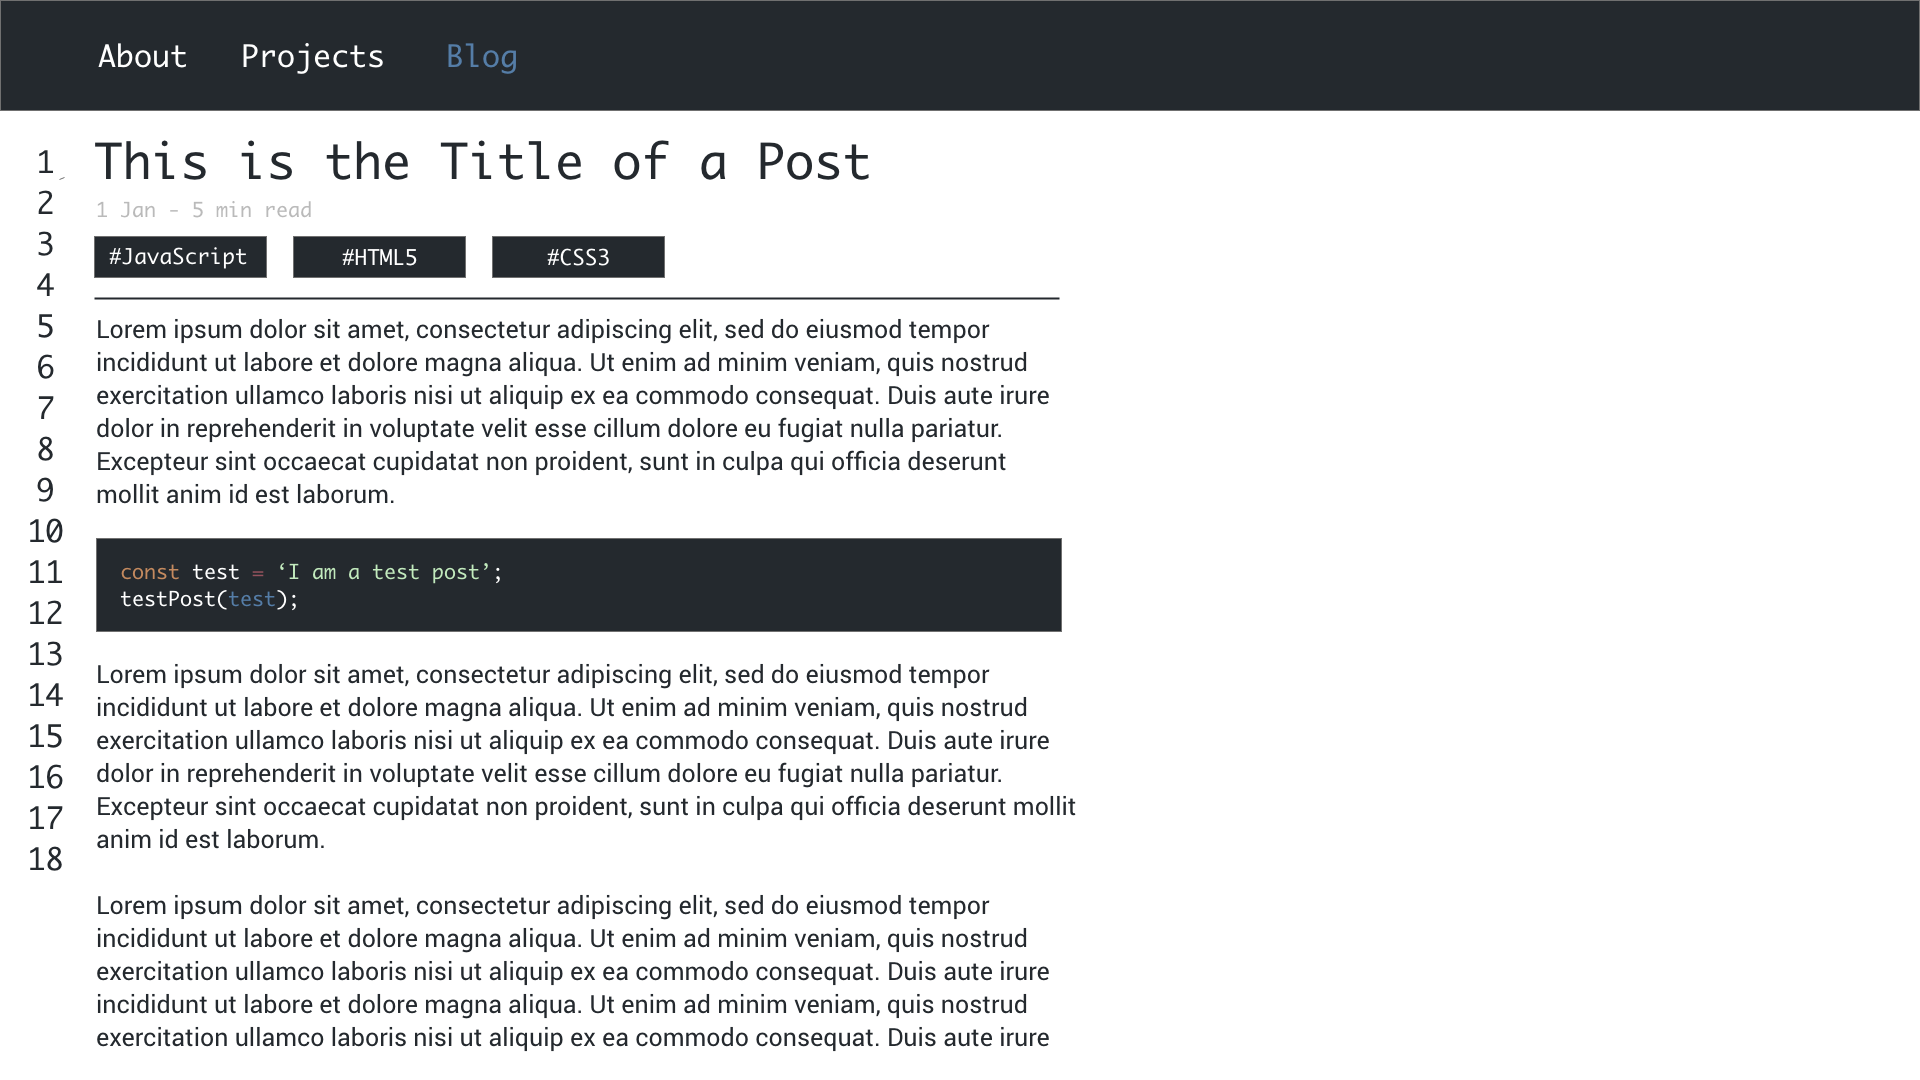 About Projects Blog
1 This is the Title of a Post
2 1 Jan - 5 min read
3 #JavaScript #HTML5 #CSS3
4
5 Lorem ipsum dolor sit amet, consectetur adipiscing elit, sed do eiusmod tempor
6 incididunt ut labore et dolore magna aliqua. Ut enim ad minim veniam, quis nostrud
7 exercitation ullamco laboris nisi ut aliquip ex ea commodo consequat. Duis aute irure
8 dolor in reprehenderit in voluptate velit esse cillum dolore eu fugiat nulla pariatur.
Excepteur sint occaecat cupidatat non proident, sunt in culpa qui officia deserunt
9 mollit anim id est laborum.
10
11 const test = ‘I am a test post’;
12 testPost(test);
13 Lorem ipsum dolor sit amet, consectetur adipiscing elit, sed do eiusmod tempor
14 incididunt ut labore et dolore magna aliqua. Ut enim ad minim veniam, quis nostrud
15 exercitation ullamco laboris nisi ut aliquip ex ea commodo consequat. Duis aute irure
16 dolor in reprehenderit in voluptate velit esse cillum dolore eu fugiat nulla pariatur.
17 Excepteur sint occaecat cupidatat non proident, sunt in culpa qui officia deserunt mollit
18 anim id est laborum.
Lorem ipsum dolor sit amet, consectetur adipiscing elit, sed do eiusmod tempor
incididunt ut labore et dolore magna aliqua. Ut enim ad minim veniam, quis nostrud
exercitation ullamco laboris nisi ut aliquip ex ea commodo consequat. Duis aute irure
incididunt ut labore et dolore magna aliqua. Ut enim ad minim veniam, quis nostrud
exercitation ullamco laboris nisi ut aliquip ex ea commodo consequat. Duis aute irure